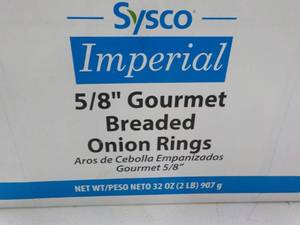 Sysco®
Imperial
5/8" Gourmet
Breaded
Onion Rings
Aros de Cebolla Empanizados
Gourmet 5/8"
NET WT/PESO NETO 32 OZ (2 LB) 907 g